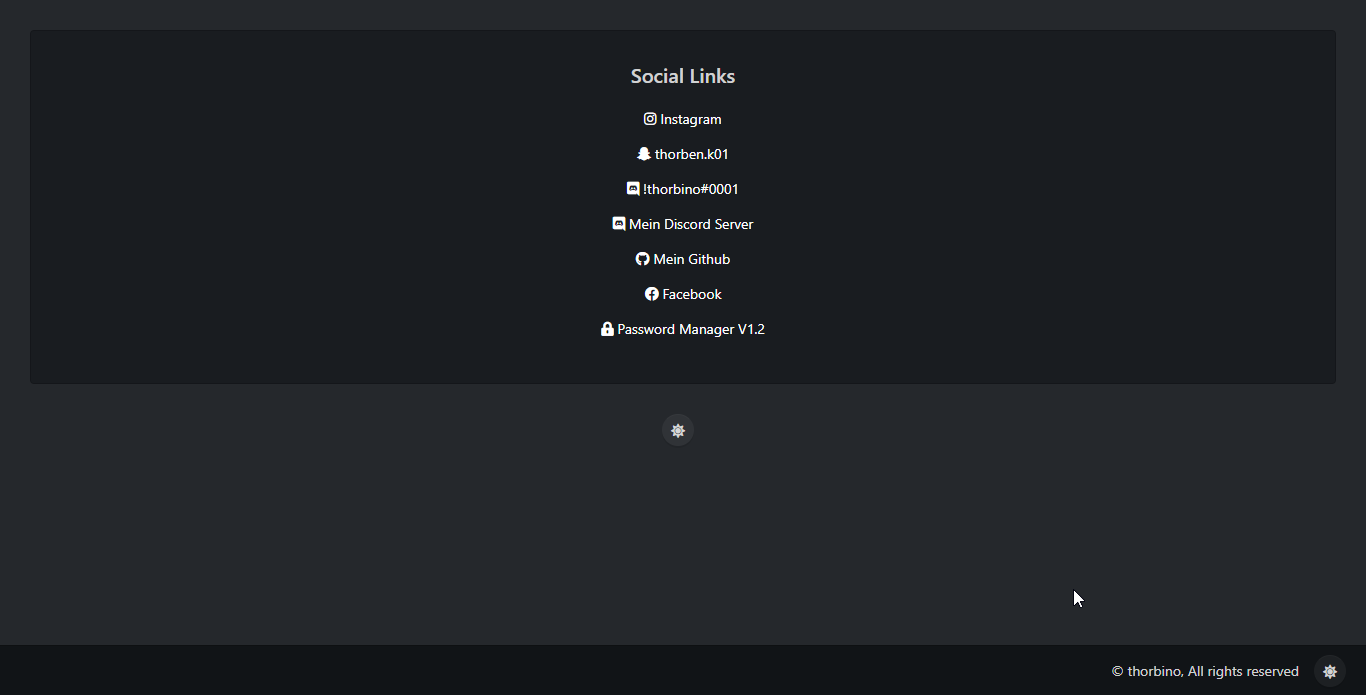 Social Links
Instagram
thorben.k01
!thorbino#0001
Mein Discord Server
Mein Github
Facebook
Password Manager V1.2
© thorbino, All rights reserved